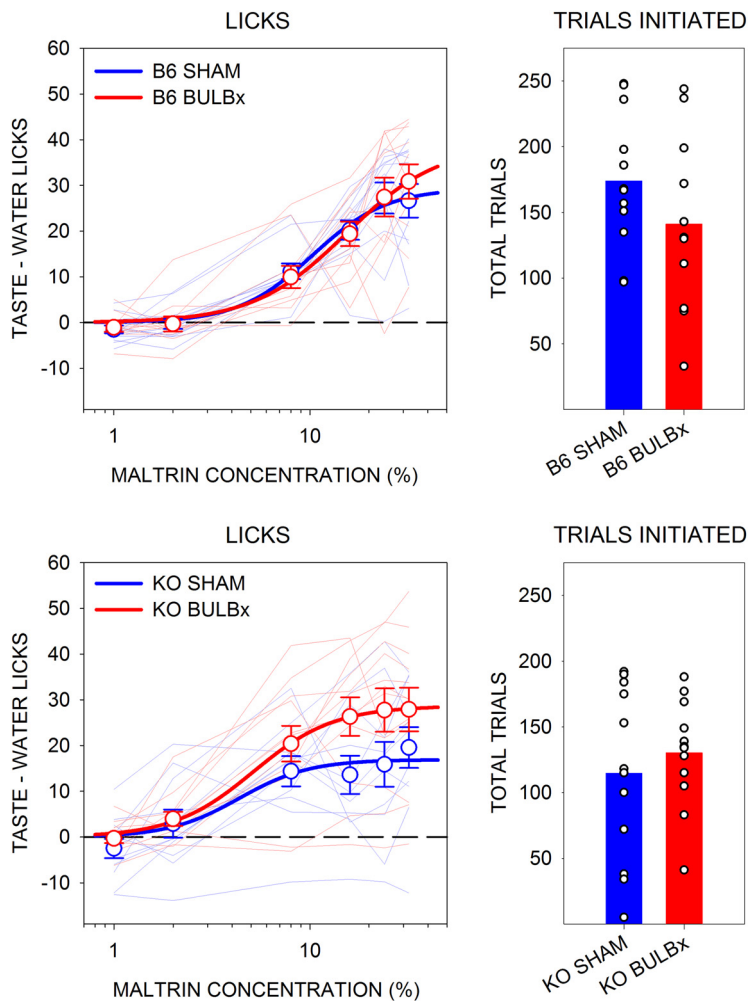 LICKS
TRIALS INITIATED
60
50
40
30
20
10
0
-10
TASTE - WATER LICKS
B6 SHAM
B6 BULBx
1
10
MALTRIN CONCENTRATION (%)
250
200
150
100
50
TOTAL TRIALS
B6 SHAM
B6 BULBx
LICKS
TRIALS INITIATED
60
50
40
30
20
10
0
-10
TASTE - WATER LICKS
KO SHAM
KO BULBx
1
10
MALTRIN CONCENTRATION (%)
250
200
150
100
50
TOTAL TRIALS
KO SHAM
KO BULBx